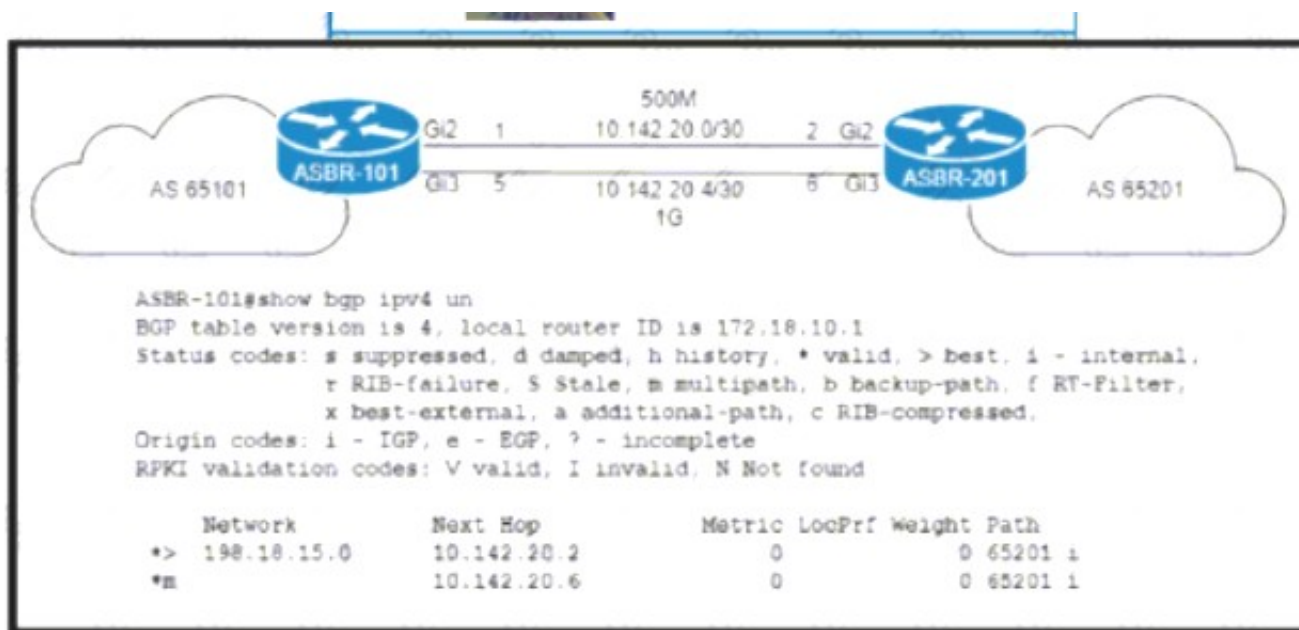 500M
Gi2 1 10.142.20.0/30 2 Gi2
ASBR-101 ASBR-201
AS 65101 Gi3 5 10.142.20.4/30 6 Gi3 AS 65201
1G
ASBR-101#show bgp ipv4 un
BGP table version is 4, local router ID is 172.18.10.1
Status codes: s suppressed, d damped, h history, * valid, > best, i - internal,
r RIB-failure, S Stale, m multipath, b backup-path, f RT-Filter,
x best-external, a additional-path, c RIB-compressed,
Origin codes: i - IGP, e - EGP, ? - incomplete
RPKI validation codes: V valid, I invalid, N Not found
Network Next Hop Metric LocPrf Weight Path
*> 198.18.15.0 10.142.20.2 0 0 65201 i
*m 10.142.20.6 0 0 65201 i